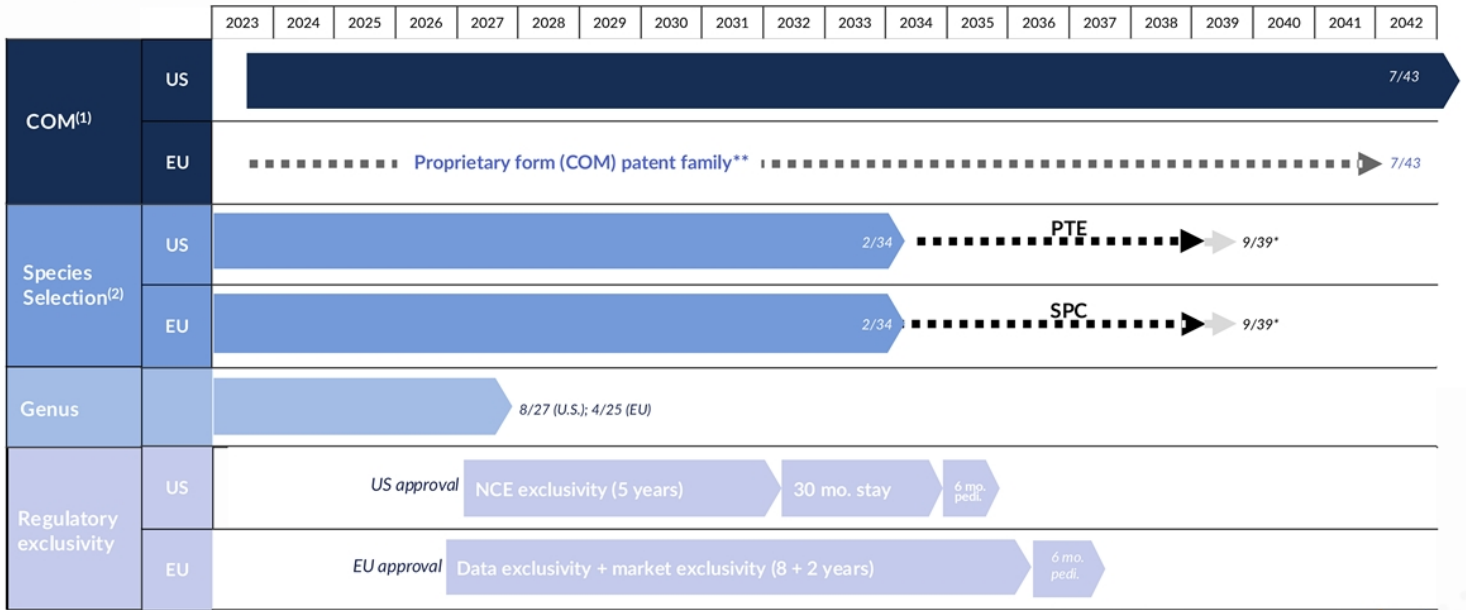 2023 2024 2025 2026 2027 2028 2029 2030 2031 2032 2033 2034 2035 2036 2037 2038 2039 2040 2041 2042
COM(1)
US
7/43
EU
Proprietary form (COM) patent family**
7/43
Species
Selection(2)
US
2/34
PTE
9/39*
EU
2/34
SPC
9/39*
Genus
8/27 (U.S.); 4/25 (EU)
Regulatory
exclusivity
US
US approval
NCE exclusivity (5 years)
30 mo. stay
6 mo.
pedi.
EU
EU approval
Data exclusivity + market exclusivity (8 + 2 years)
6 mo.
pedi.